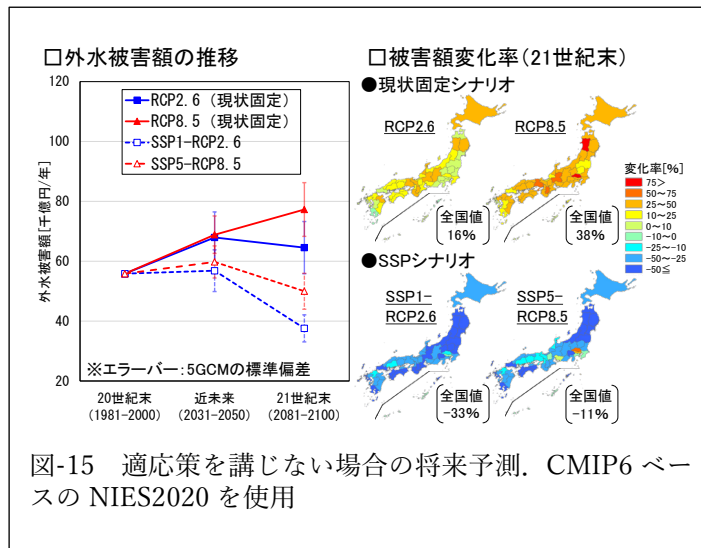 □外水被害額の推移
120
100
80
60
40
20
外水被害額[千億円/年]
RCP2.6 (現状固定)
RCP8.5 (現状固定)
SSP1-RCP2.6
SSP5-RCP8.5
※エラーバー:5GCMの標準偏差
20世紀末
(1981-2000)
近未来
(2031-2050)
21世紀末
(2081-2100)
□被害額変化率(21世紀末)
●現状固定シナリオ
RCP2.6
全国値
16%
RCP8.5
全国値
38%
変化率[%]
75>
50~75
25~50
10~25
0~10
-10~0
-25~-10
-50~-25
-50≦
●SSPシナリオ
SSP1-
RCP2.6
全国値
-33%
SSP5-
RCP8.5
全国値
-11%
図-15 適応策を講じない場合の将来予測.CMIP6 ベー
スの NIES2020 を使用